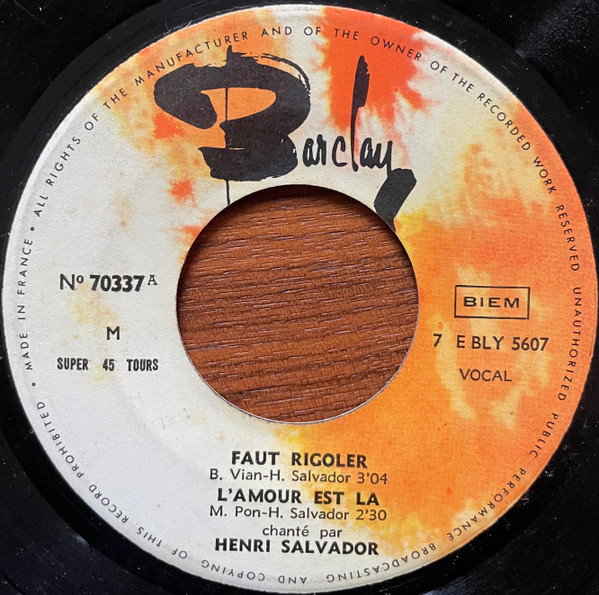 ALL RIGHTS OF THE MANUFACTURER AND OF THE OWNER OF THE RECORDED WORK RESERVED
UNAUTHORIZED PUBLIC PERFORMANCE BROADCASTING AND COPYING OF THIS RECORD PROHIBITED • MADE IN FRANCE •
Barclay
Nº 70337 A
M
SUPER 45 TOURS
BIEM
7 E BLY 5607
VOCAL
FAUT RIGOLER
B. Vian-H. Salvador 3'04
L'AMOUR EST LA
M. Pon-H. Salvador 2'30
chanté par
HENRI SALVADOR